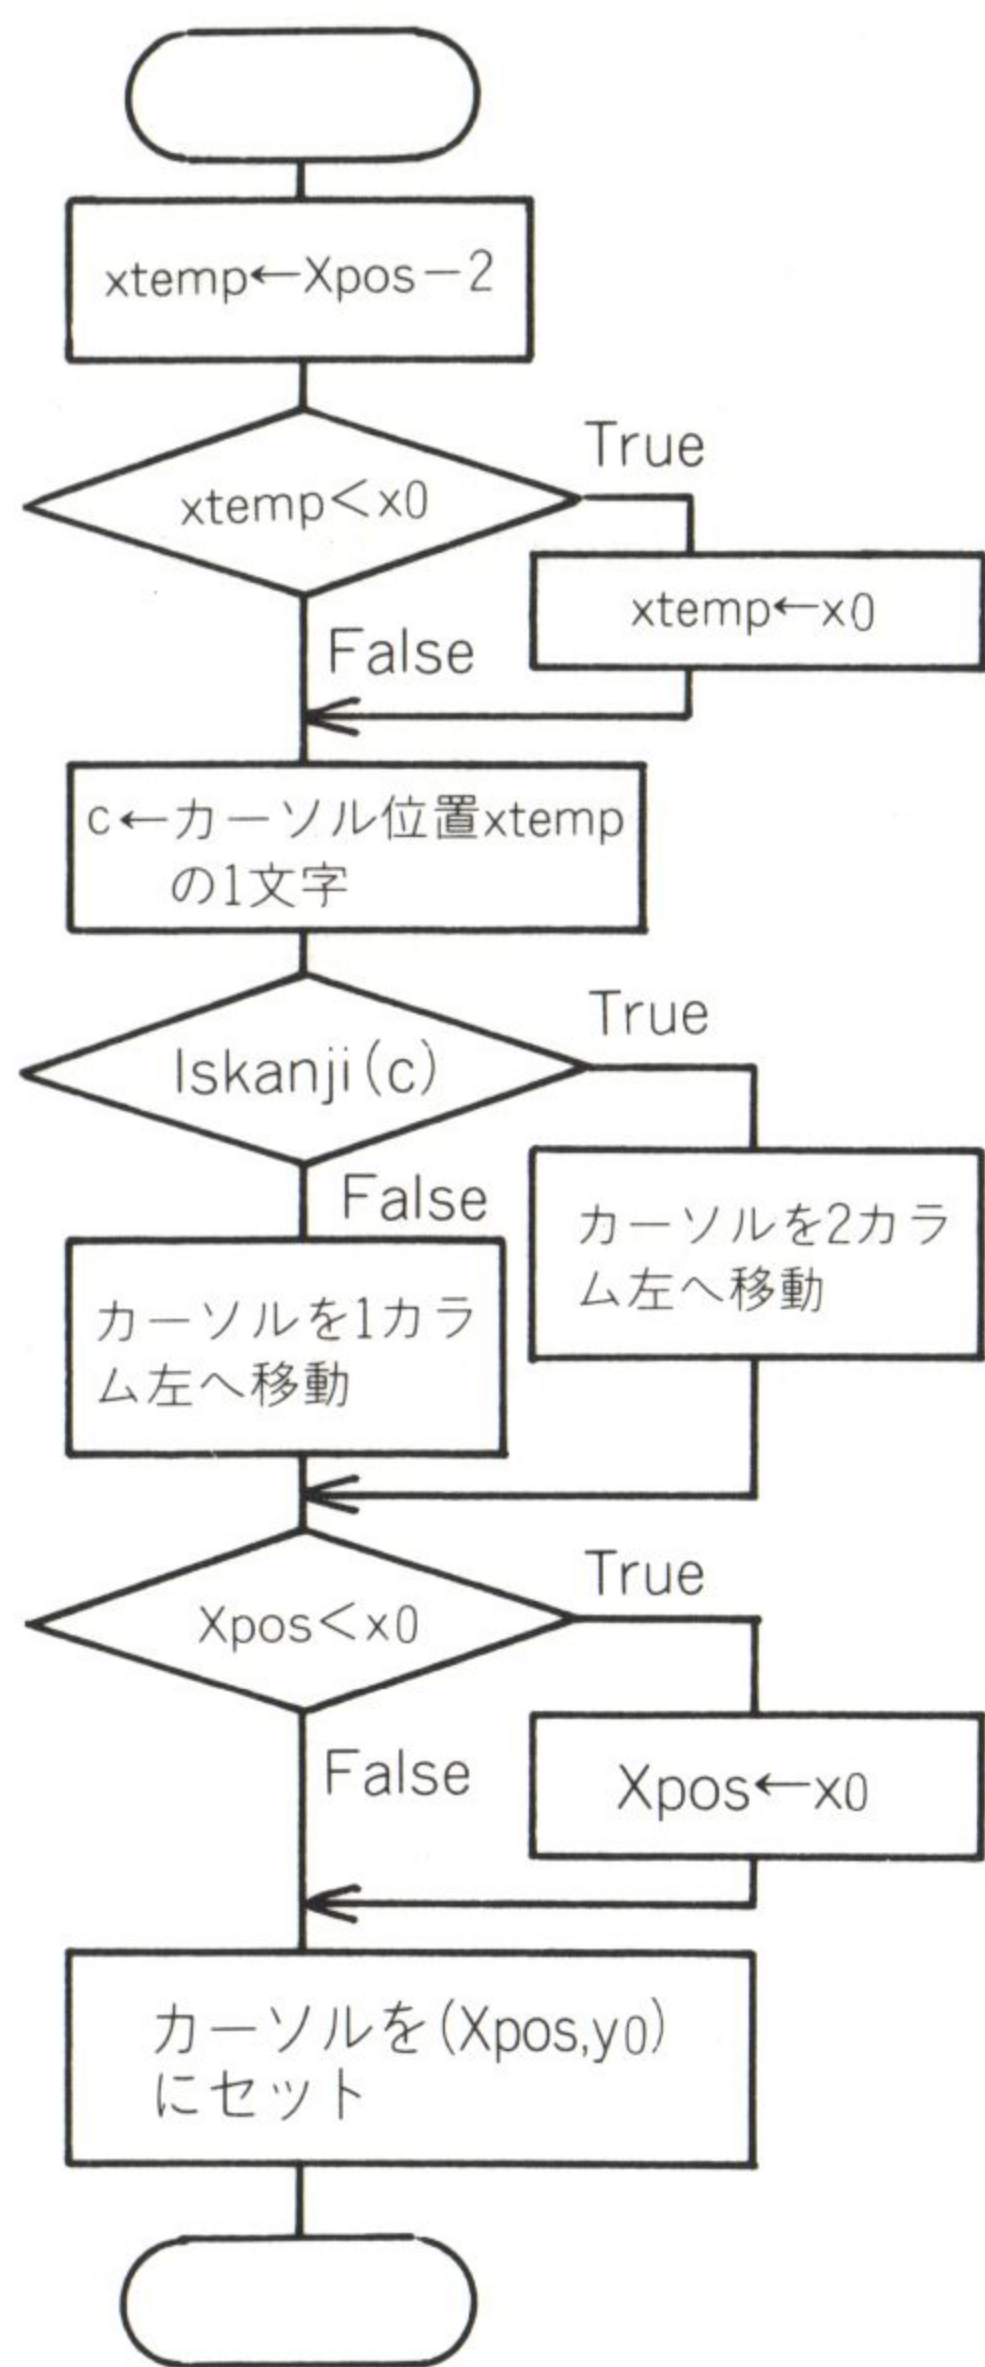 xtemp←Xpos－2
True
xtemp＜x0
xtemp←x0
False
c←カーソル位置xtemp
の1文字
True
Iskanji(c)
False
カーソルを2カラ
ム左へ移動
カーソルを1カラ
ム左へ移動
True
Xpos＜x0
False
Xpos←x0
カーソルを(Xpos,y0)
にセット